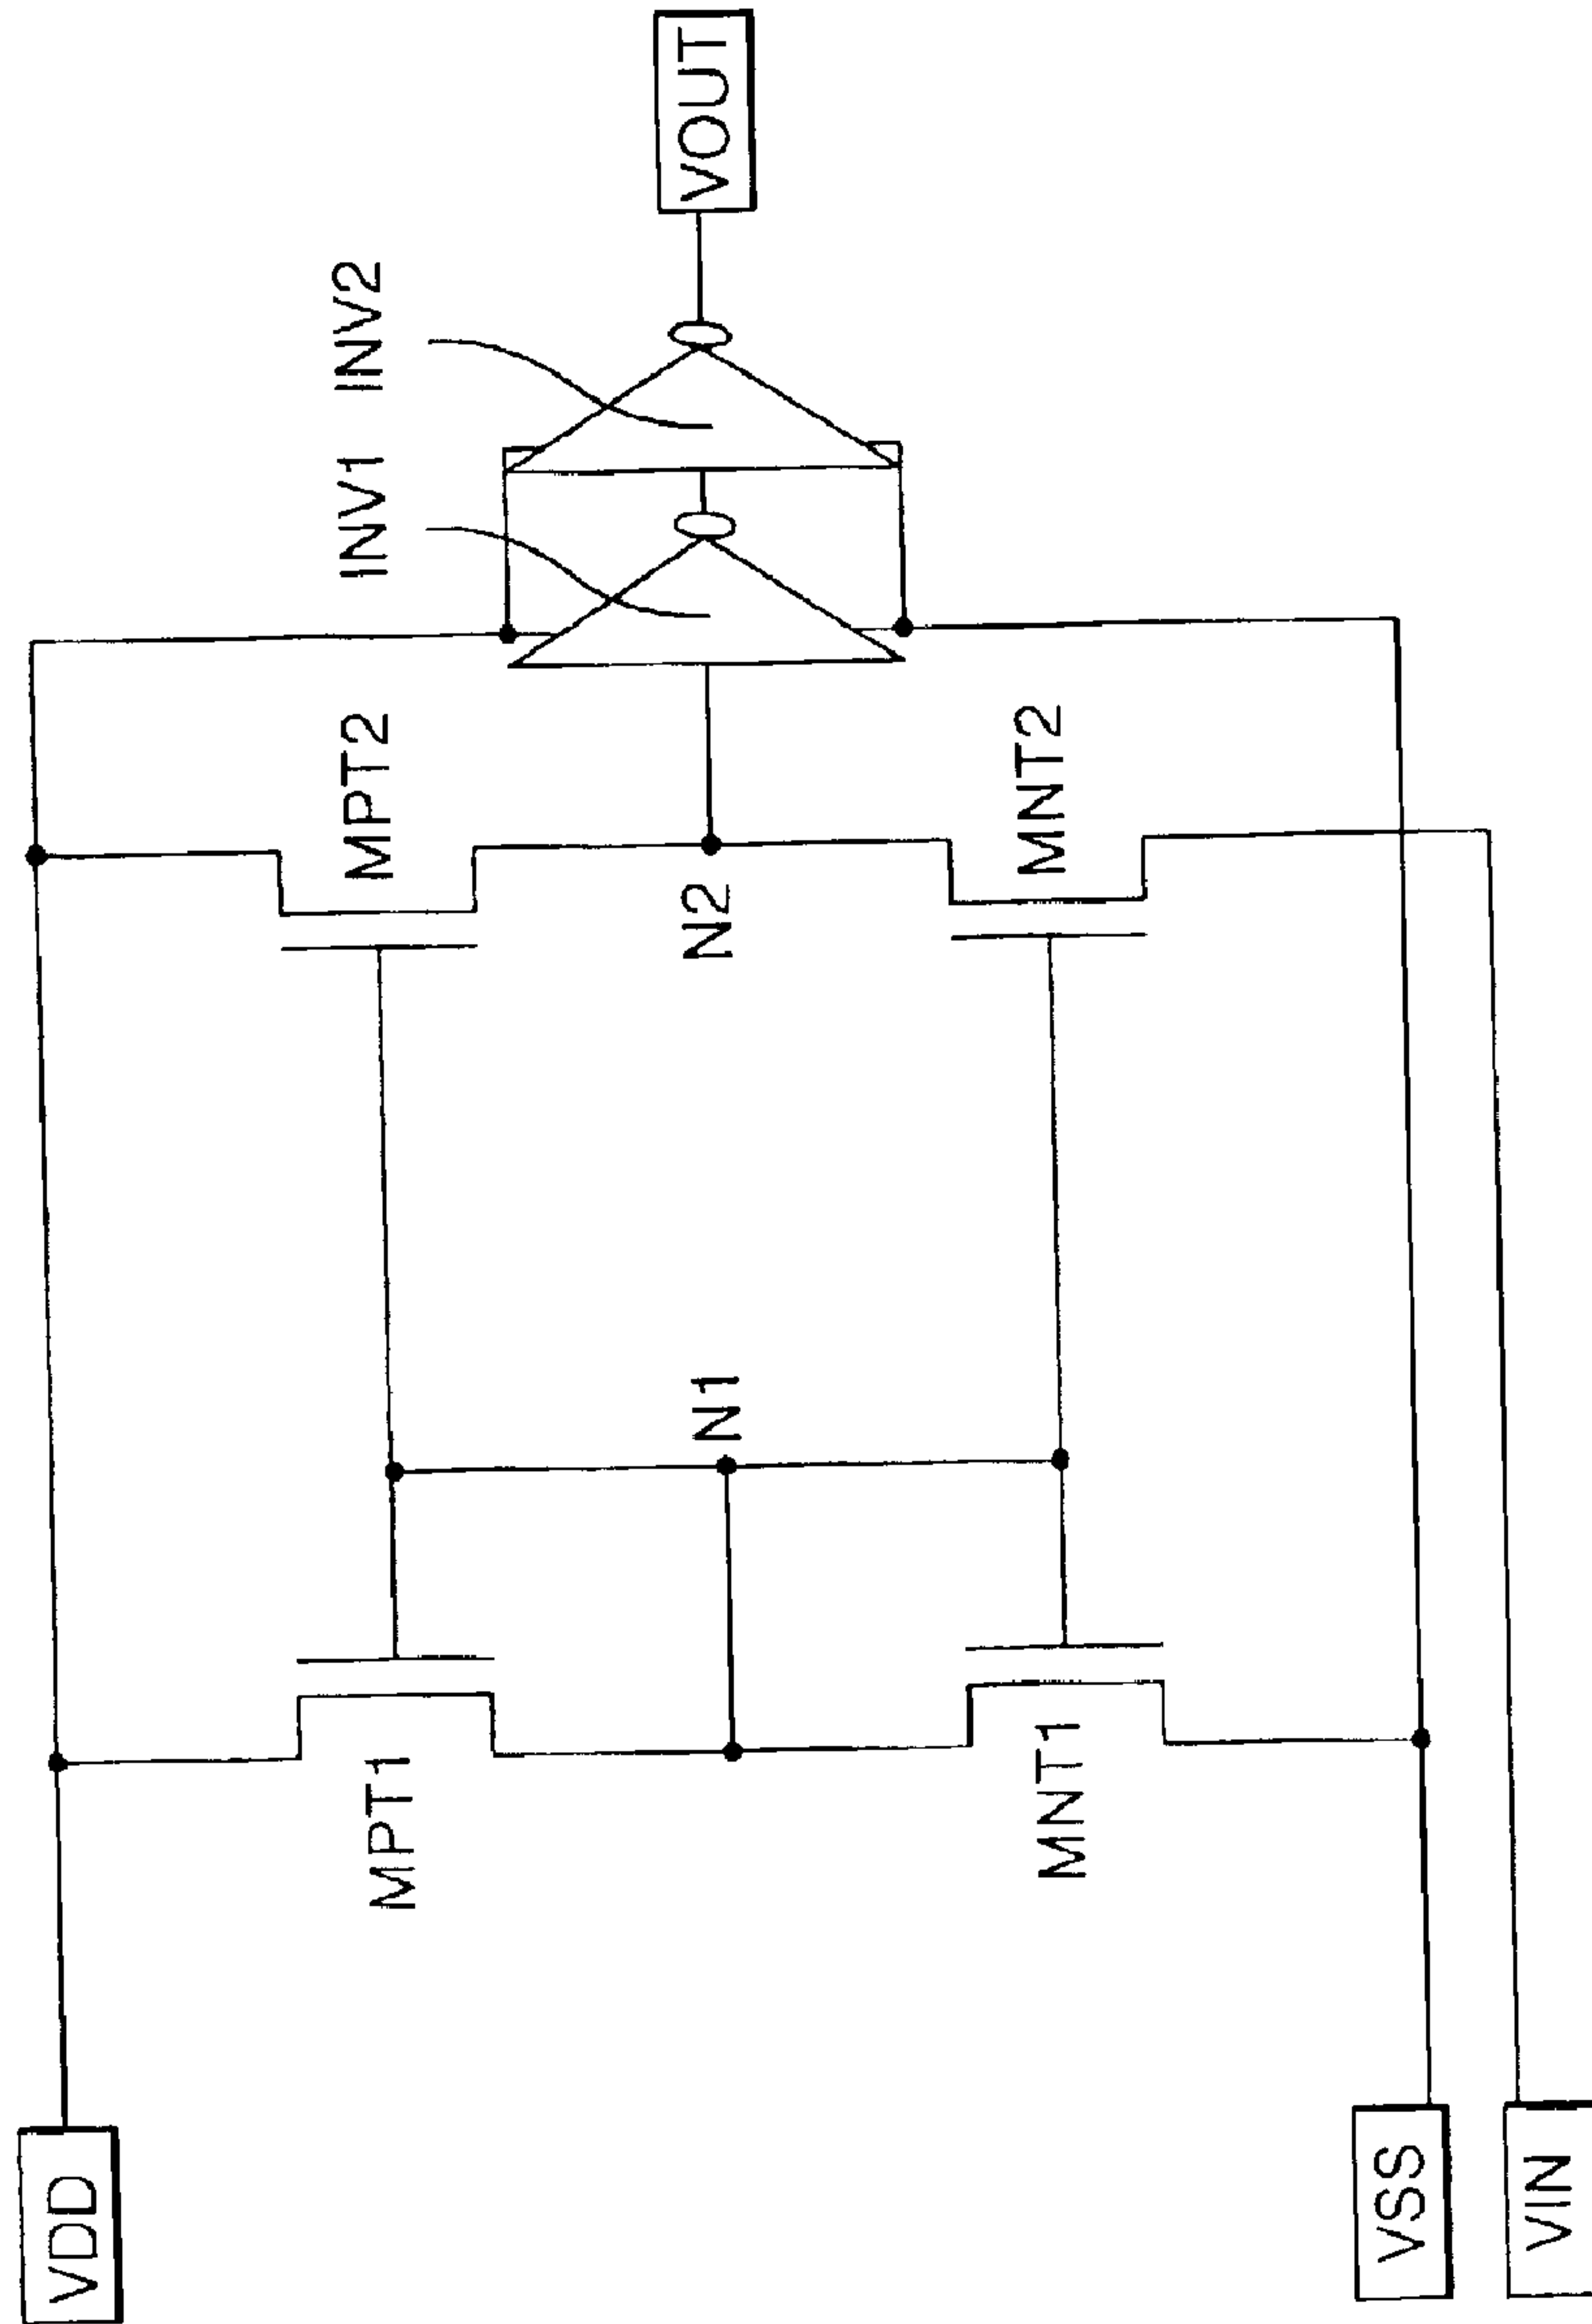 VDD
VSS
VIN
MPT1
MNT1
N1
N2
MPT2
MNT2
INV1
INV2
VOUT